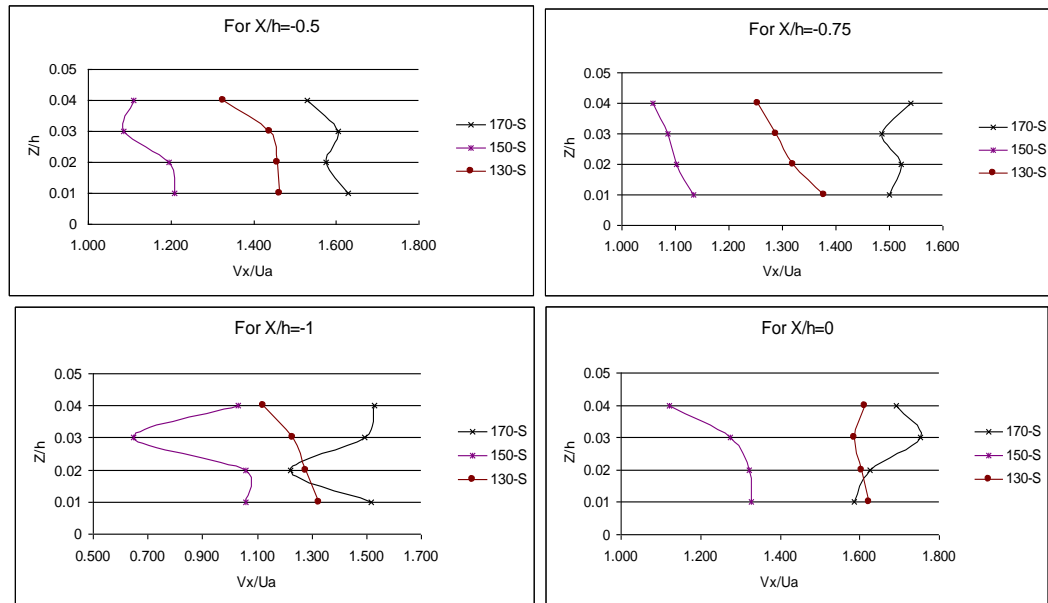 For X/h=-0.5
0.05
0.04
0.03
0.02
0.01
0
Z/h
1.000 1.200 1.400 1.600 1.800
Vx/Ua
170-S
150-S
130-S
For X/h=-0.75
0.05
0.04
0.03
0.02
0.01
0
Z/h
1.000 1.100 1.200 1.300 1.400 1.500 1.600
Vx/Ua
170-S
150-S
130-S
For X/h=-1
0.05
0.04
0.03
0.02
0.01
0
Z/h
0.500 0.700 0.900 1.100 1.300 1.500 1.700
Vx/Ua
170-S
150-S
130-S
For X/h=0
0.05
0.04
0.03
0.02
0.01
0
Z/h
1.000 1.200 1.400 1.600 1.800
Vx/Ua
170-S
150-S
130-S